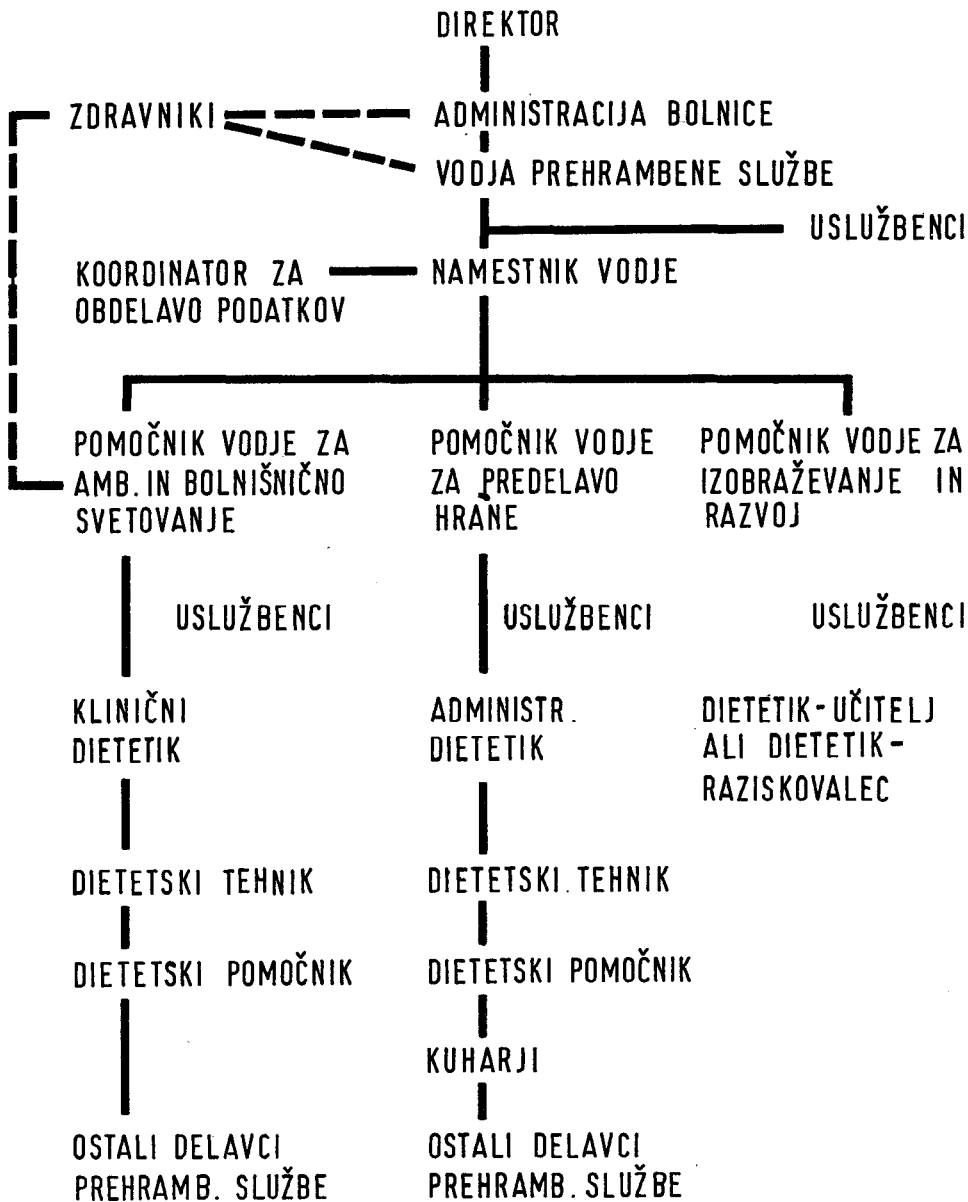 DIREKTOR
ZDRAVNIKI
ADMINISTRACIJA BOLNICE
VODJA PREHRAMBENE SLUŽBE
USLUŽBENCI
KOORDINATOR ZA
OBDELAVO PODATKOV
NAMESTNIK VODJE
POMOČNIK VODJE ZA
AMB. IN BOLNIŠNIČNO
SVETOVANJE
POMOČNIK VODJE
ZA PREDELAVO
HRANE
POMOČNIK VODJE ZA
IZOBRAŽEVANJE IN
RAZVOJ
USLUŽBENCI
USLUŽBENCI
USLUŽBENCI
KLINIČNI
DIETETIK
ADMINISTR.
DIETETIK
DIETETIK-UČITELJ
ALI DIETETIK-
RAZISKOVALEC
DIETETSKI TEHNIK
DIETETSKI TEHNIK
DIETETSKI POMOČNIK
DIETETSKI POMOČNIK
KUHARJI
OSTALI DELAVCI
PREHRAMB. SLUŽBE
OSTALI DELAVCI
PREHRAMB. SLUŽBE